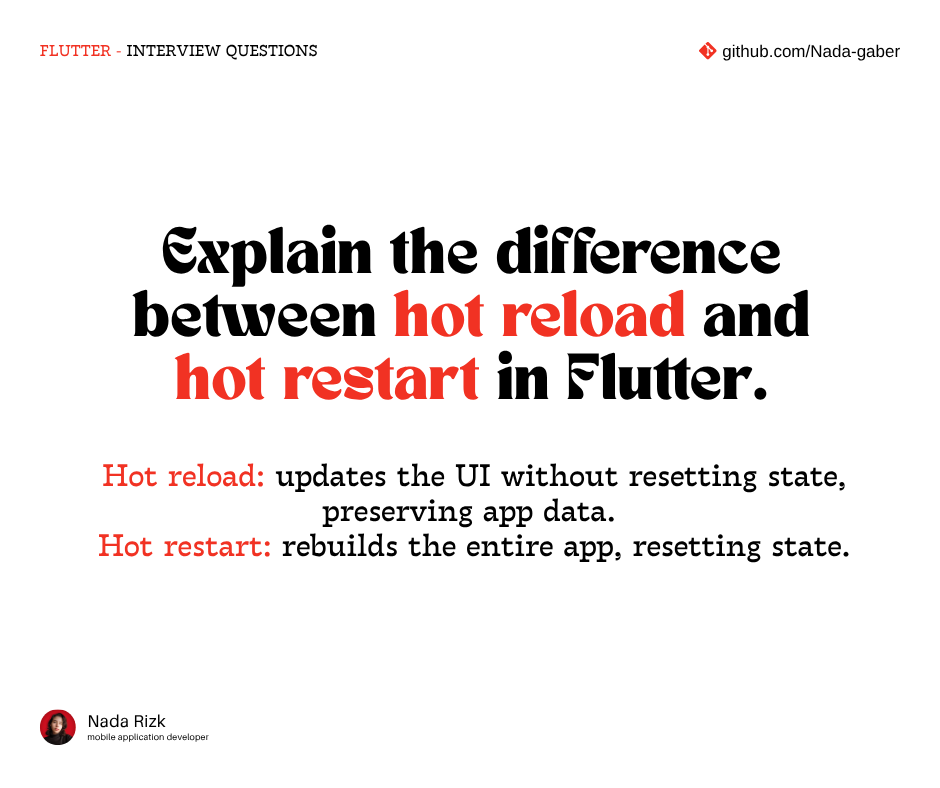 FLUTTER - INTERVIEW QUESTIONS
github.com/Nada-gaber
Explain the difference
between hot reload and
hot restart in Flutter.
Hot reload: updates the UI without resetting state,
preserving app data.
Hot restart: rebuilds the entire app, resetting state.
Nada Rizk
mobile application developer